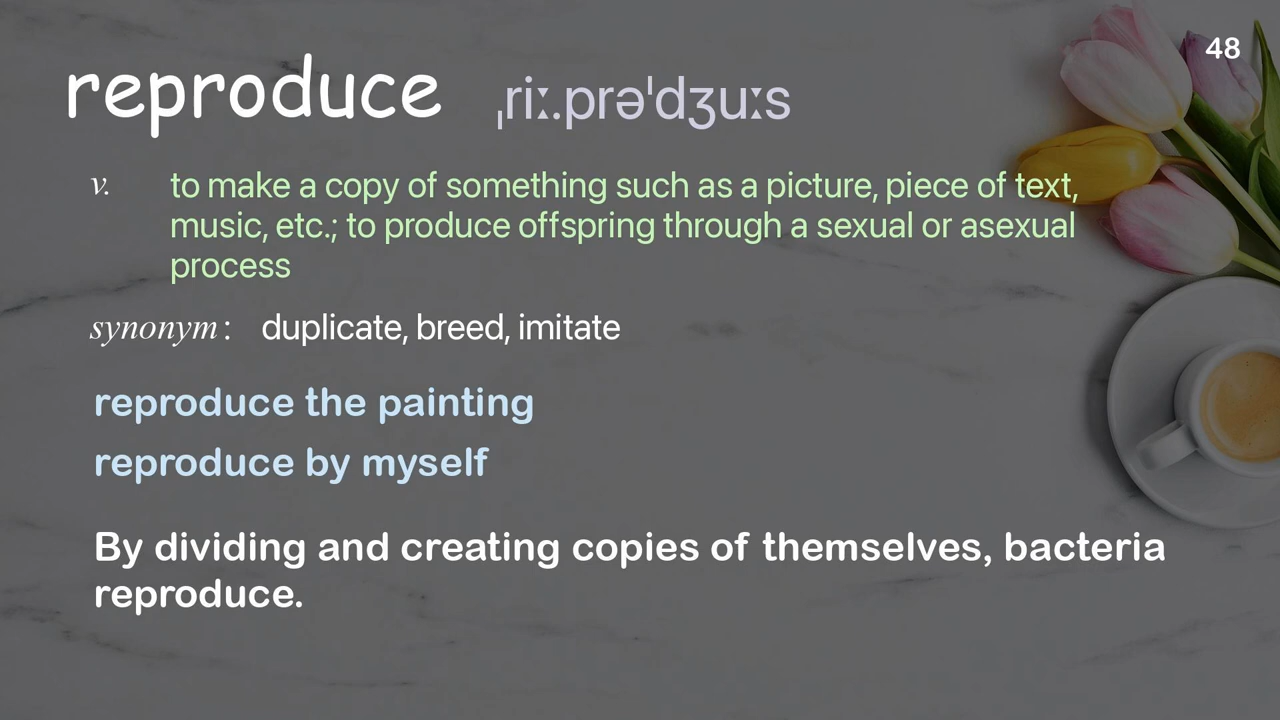 48
reproduce ˌriː.prəˈdʒuːs
v. to make a copy of something such as a picture, piece of text,
music, etc.; to produce offspring through a sexual or asexual
process
synonym: duplicate, breed, imitate
reproduce the painting
reproduce by myself
By dividing and creating copies of themselves, bacteria
reproduce.